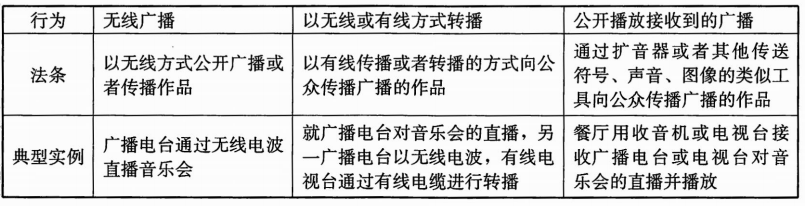 行为
无线广播
以无线或有线方式转播
公开播放接收到的广播
法条
以无线方式公开广播或
者传播作品
以有线传播或者转播的方式向公
众传播广播的作品
通过扩音器或者其他传送
符号、声音、图像的类似工
具向公众传播广播的作品
典型实例
广播电台通过无线电波
直播音乐会
就广播电台对音乐会的直播，另
一广播电台以无线电波，有线电
视台通过有线电缆进行转播
餐厅用收音机或电视台接
收广播电台或电视台对音
乐会的直播并播放